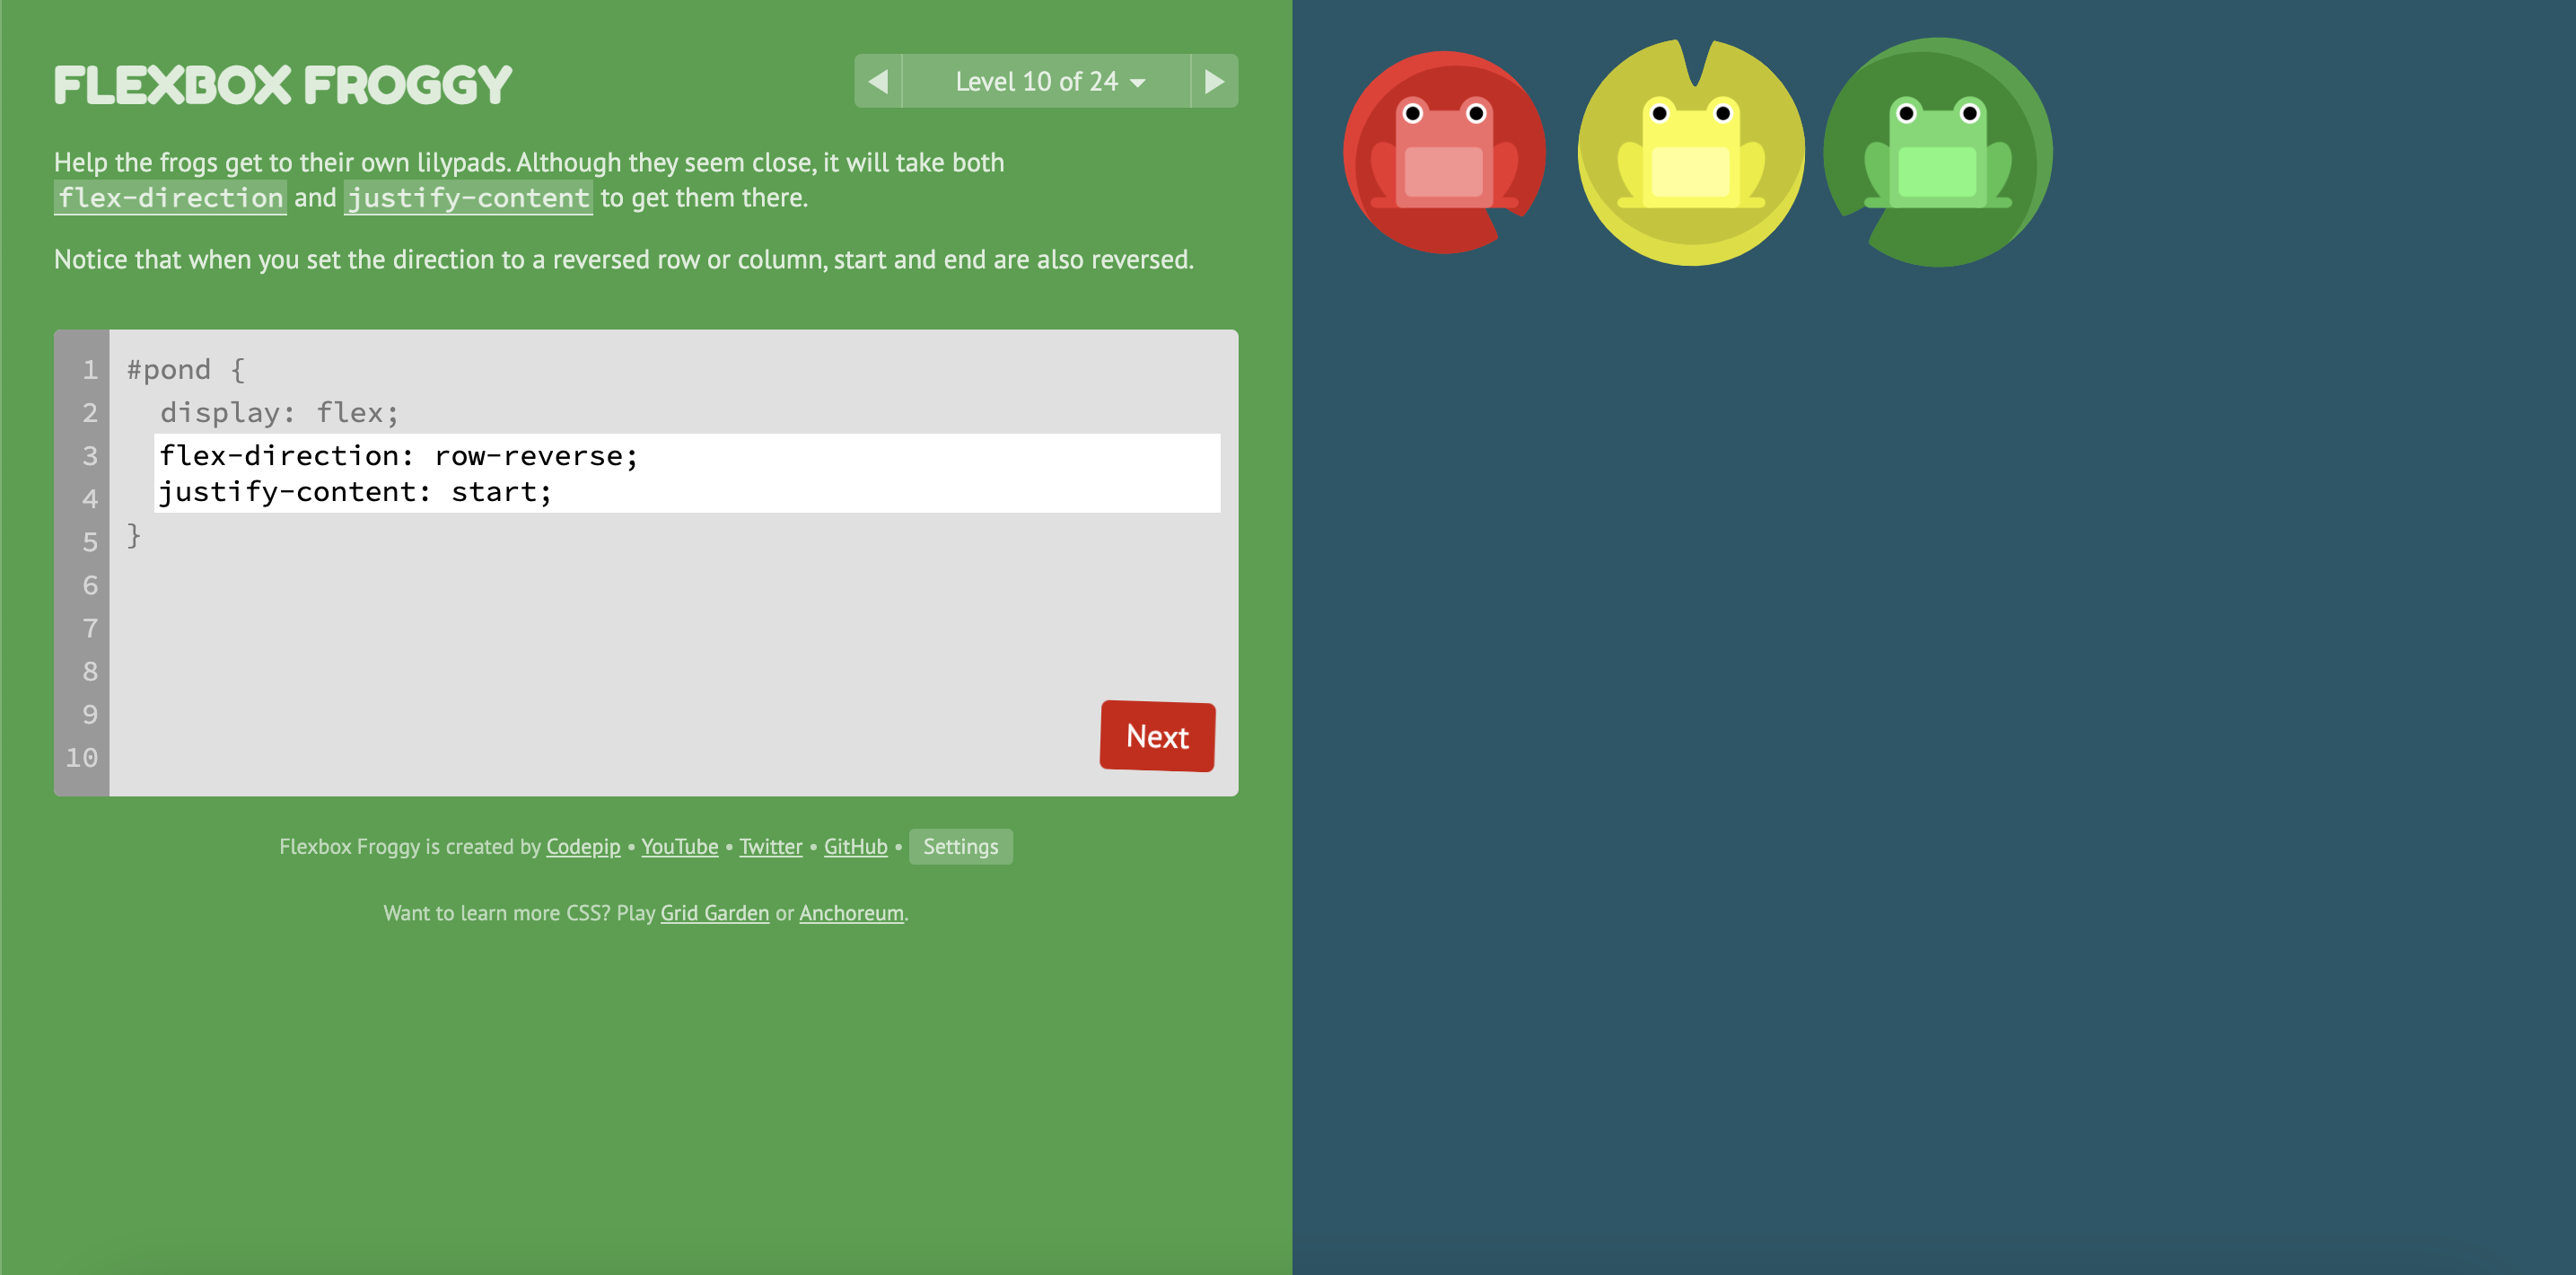 FLEXBOX FROGGY
Level 10 of 24
Help the frogs get to their own lilypads. Although they seem close, it will take both
flex-direction and justify-content to get them there.
Notice that when you set the direction to a reversed row or column, start and end are also reversed.
1 #pond {
2 display: flex;
3 flex-direction: row-reverse;
4 justify-content: start;
5 }
6
7
8
9
10
Next
Flexbox Froggy is created by Codepip • YouTube • Twitter • GitHub • Settings
Want to learn more CSS? Play Grid Garden or Anchoreum.